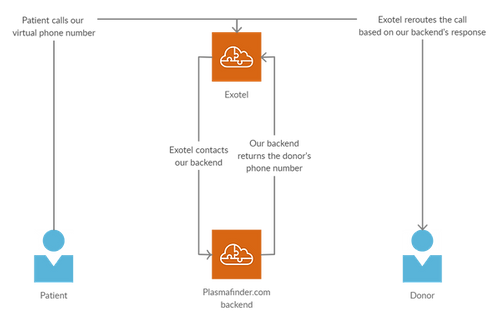 Patient calls our
virtual phone number
Exotel reroutes the call
based on our backend's response
Exotel
Exotel contacts
our backend
Our backend
returns the donor's
phone number
Patient
Plasmafinder.com
backend
Donor